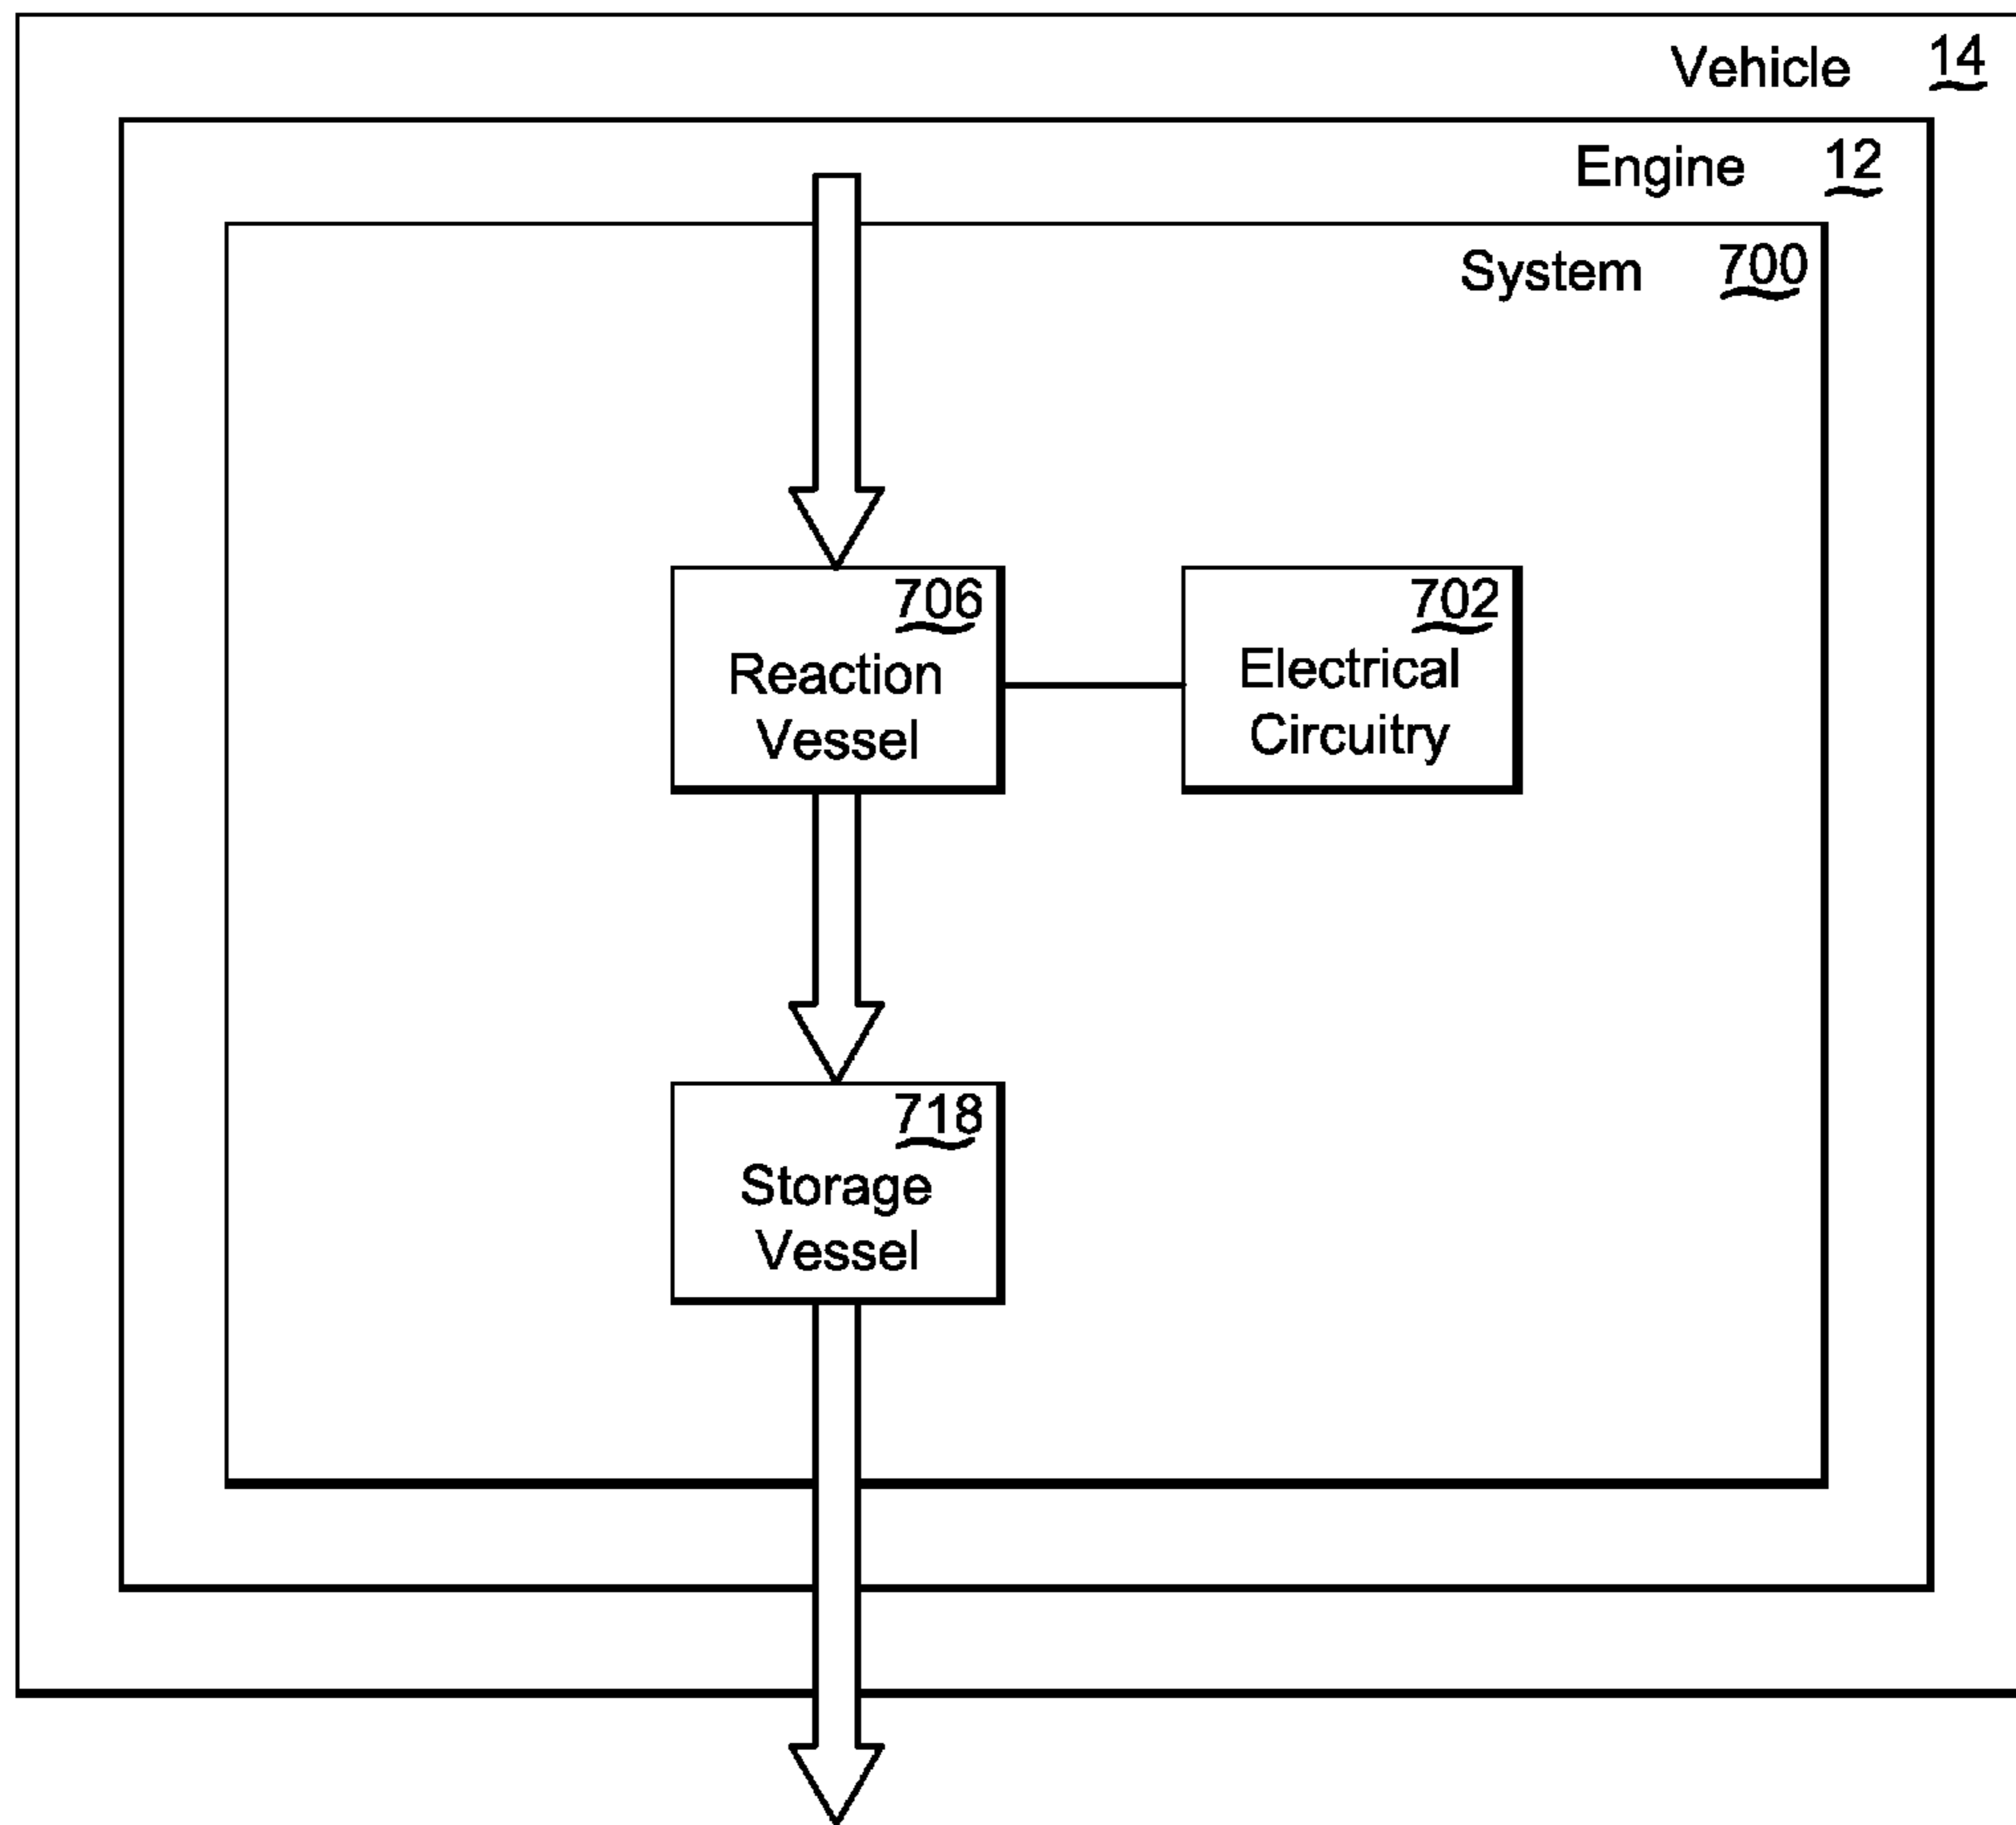 Vehicle 14
Engine 12
System 700
706
Reaction
Vessel
702
Electrical
Circuitry
718
Storage
Vessel